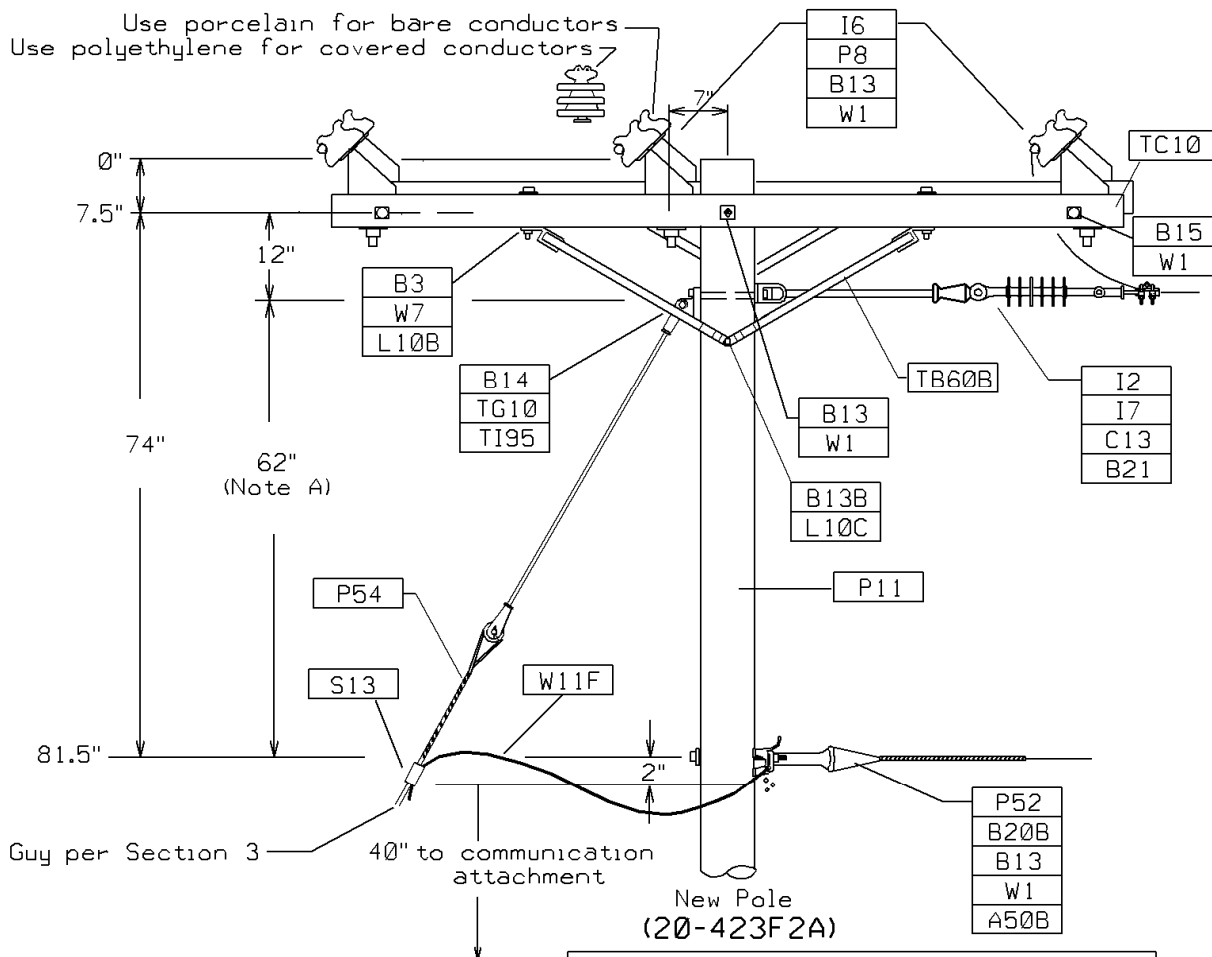 Use porcelain for bare conductors
Use polyethylene for covered conductors
I6
P8
B13
W1
7"
TC10
0"
7.5"
12"
B15
W1
B3
W7
L10B
B14
TG10
TI95
TB60B
I2
I7
C13
B21
B13
W1
74"
62"
(Note A)
B13B
L10C
P54
P11
S13
W11F
81.5"
2"
P52
B20B
B13
W1
A50B
Guy per Section 3
40" to communication
attachment
New Pole
(20-423F2A)